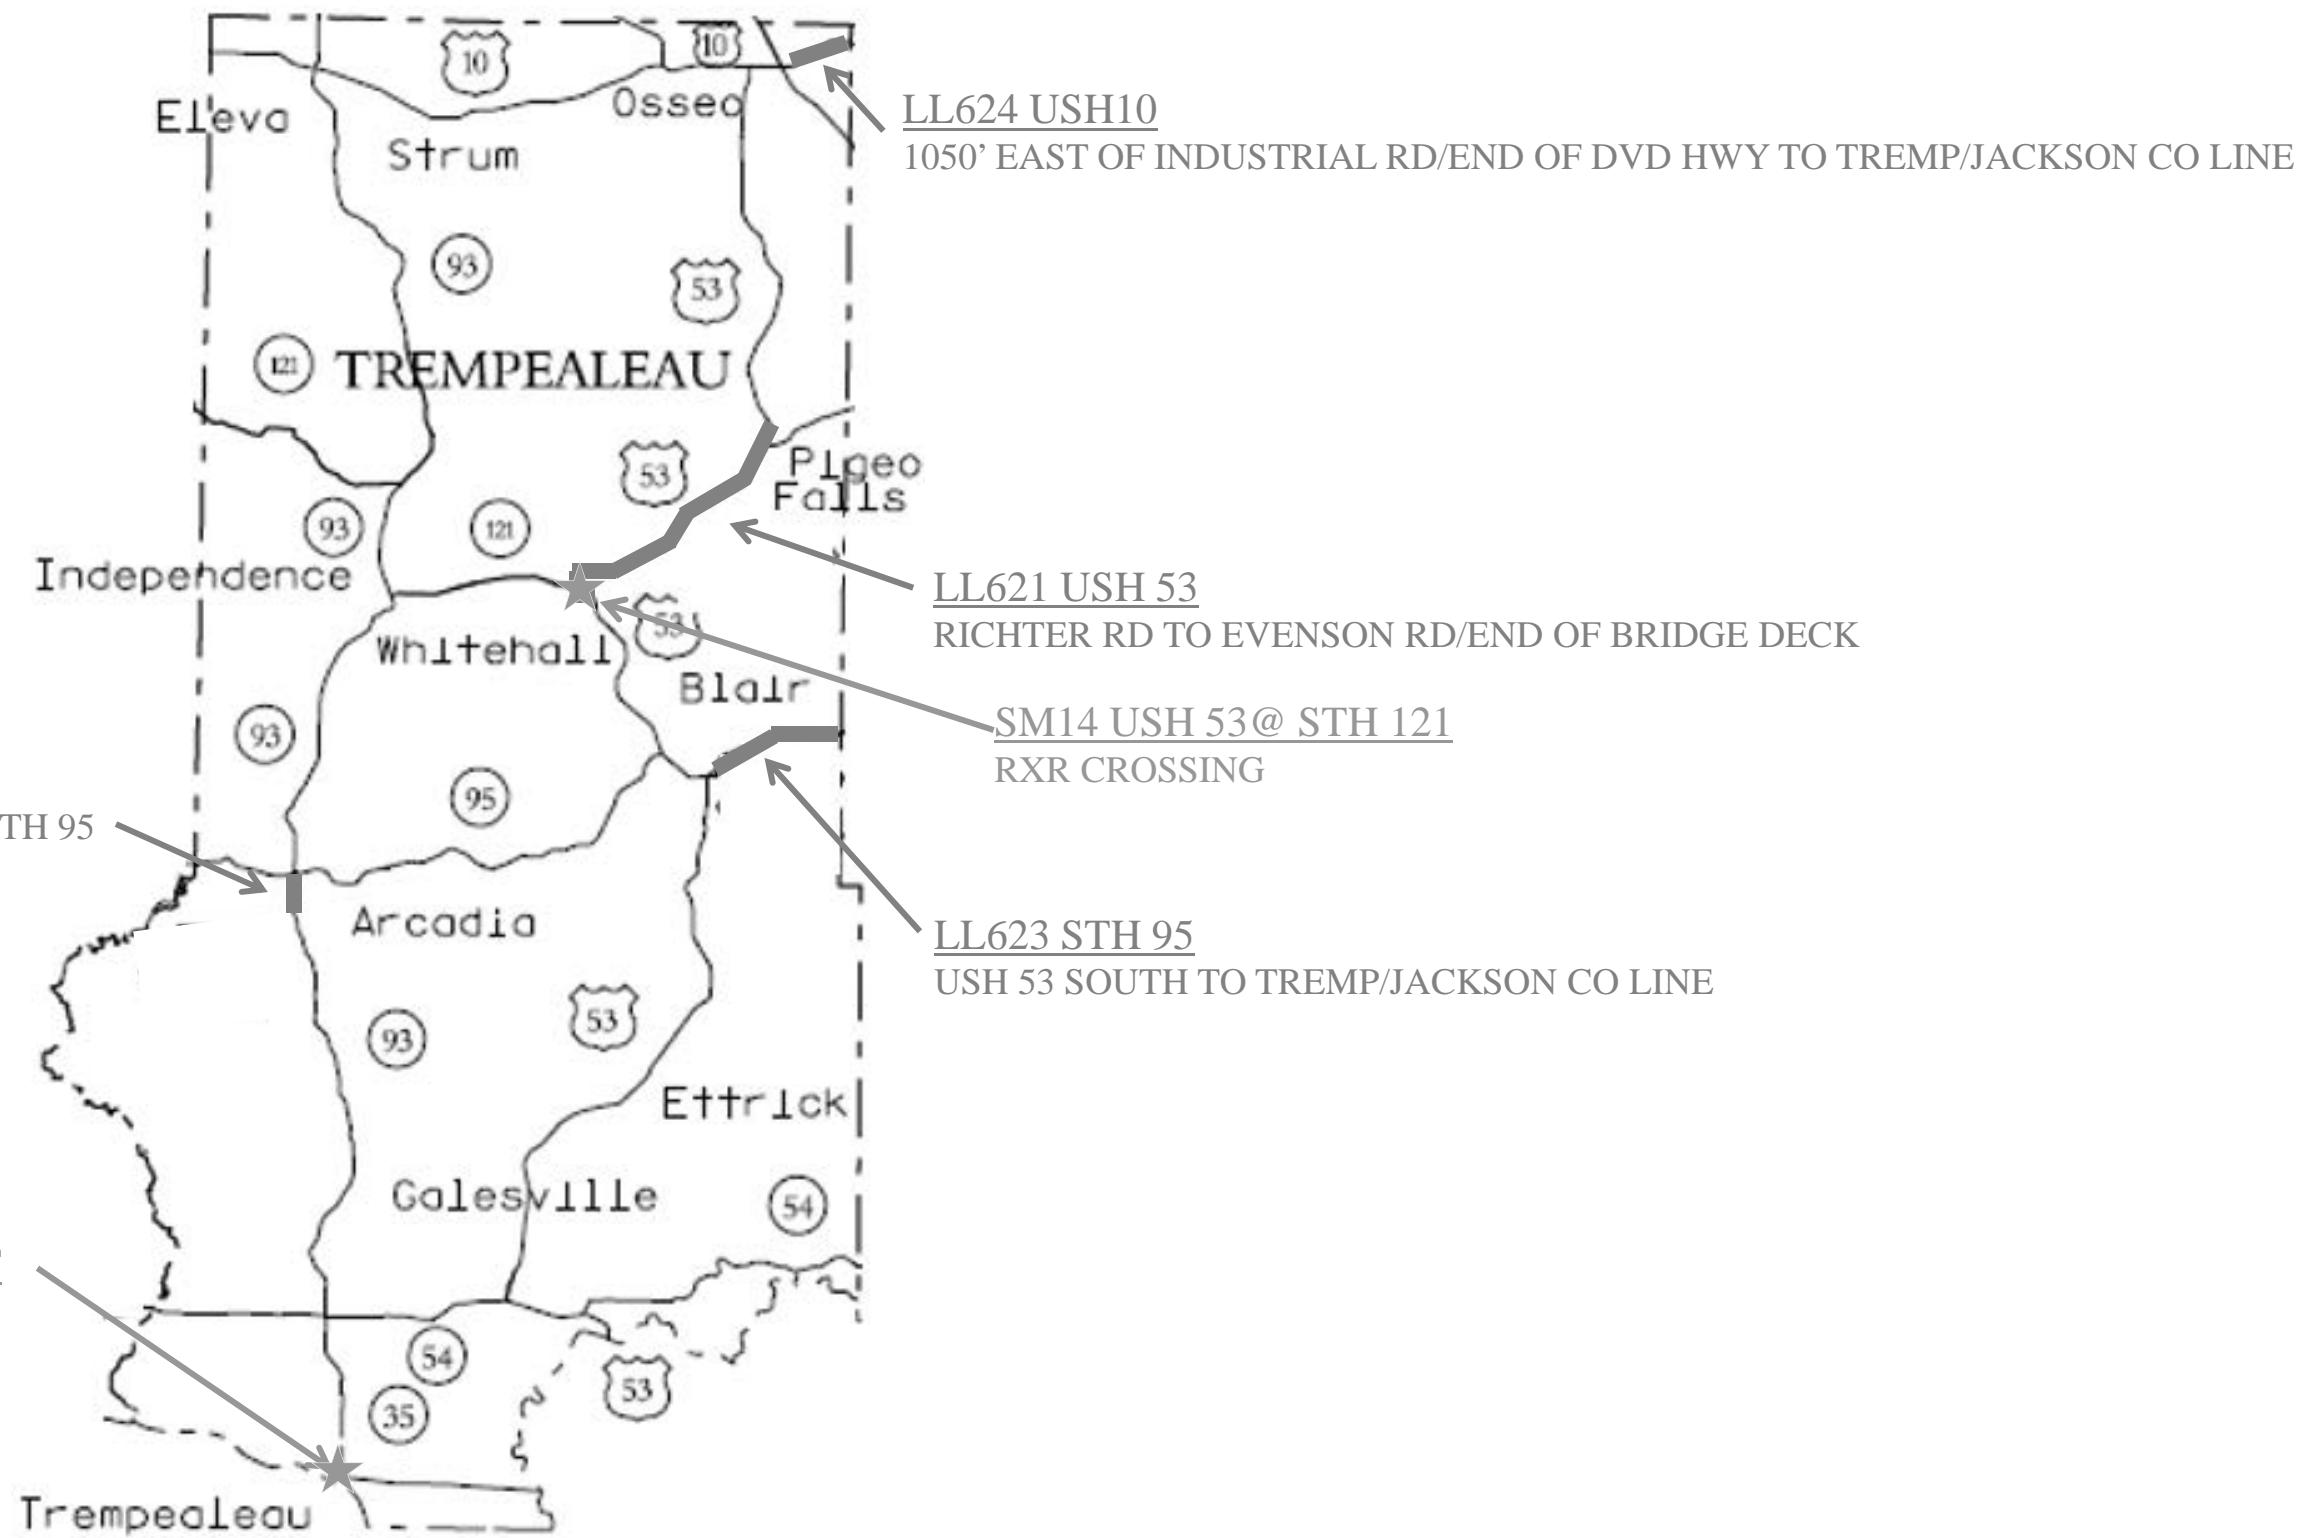 10
10
Eleva
Osseo
Strum
LL624 USH10
1050’ EAST OF INDUSTRIAL RD/END OF DVD HWY TO TREMP/JACKSON CO LINE
93
53
121
TREMPEALEAU
53
Pigeo
Falls
93
121
Independence
LL621 USH 53
RICHTER RD TO EVENSON RD/END OF BRIDGE DECK
53
Whitehall
Blair
93
SM14 USH 53@ STH 121
RXR CROSSING
95
TH 95
Arcadia
LL623 STH 95
USH 53 SOUTH TO TREMP/JACKSON CO LINE
93
53
Ettrick
Galesville
54
54
53
35
Trempealeau